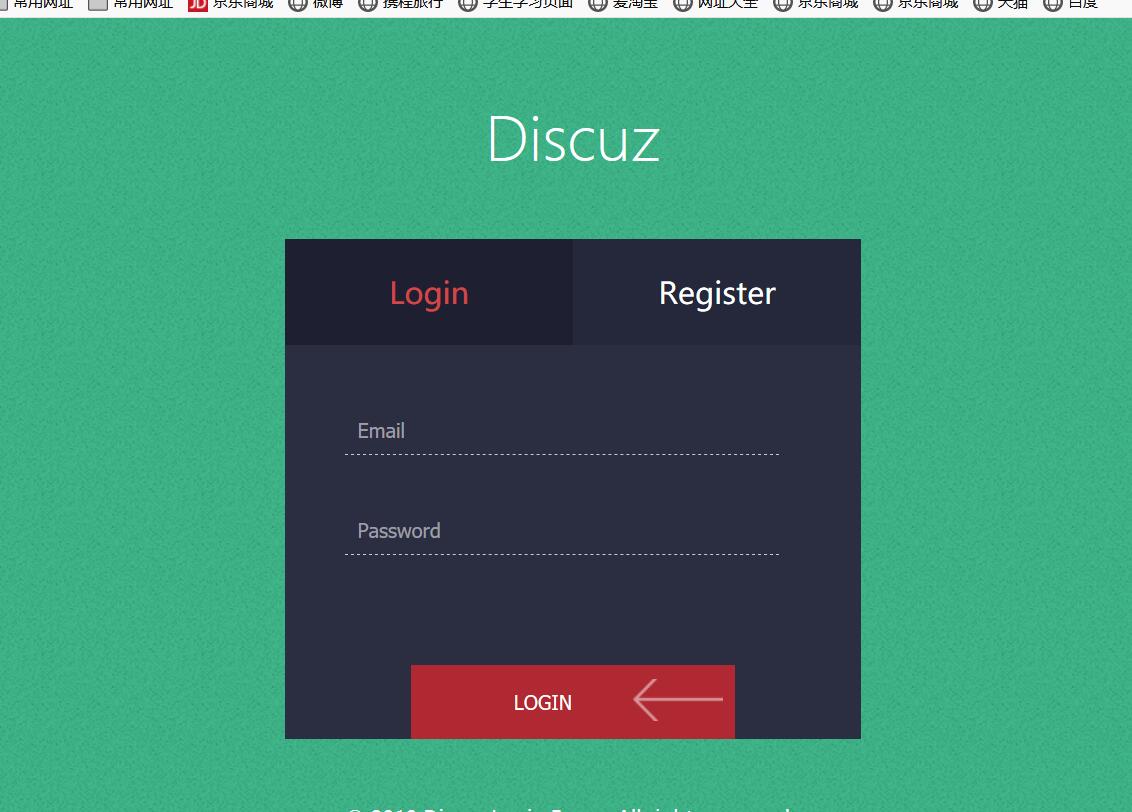 常用网址 常用网址 JD 京东商城 微博 携程旅行 学生学习页面 爱淘宝 网址大全 京东商城 京东商城 天猫 百度
Discuz
Login Register
Email
Password
LOGIN